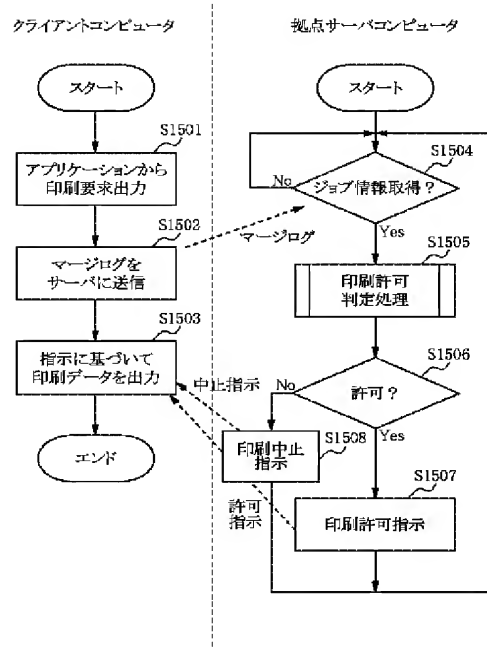 クライアントコンピュータ
拠点サーバコンピュータ
スタート
スタート
S1501
アプリケーションから
印刷要求出力
S1504
No
ジョブ情報取得？
Yes
S1502
マージログを
サーバに送信
マージログ
S1505
印刷許可
判定処理
S1503
指示に基づいて
印刷データを出力
中止指示
S1506
No
許可？
Yes
エンド
印刷中止
指示
S1508
許可
指示
S1507
印刷許可指示